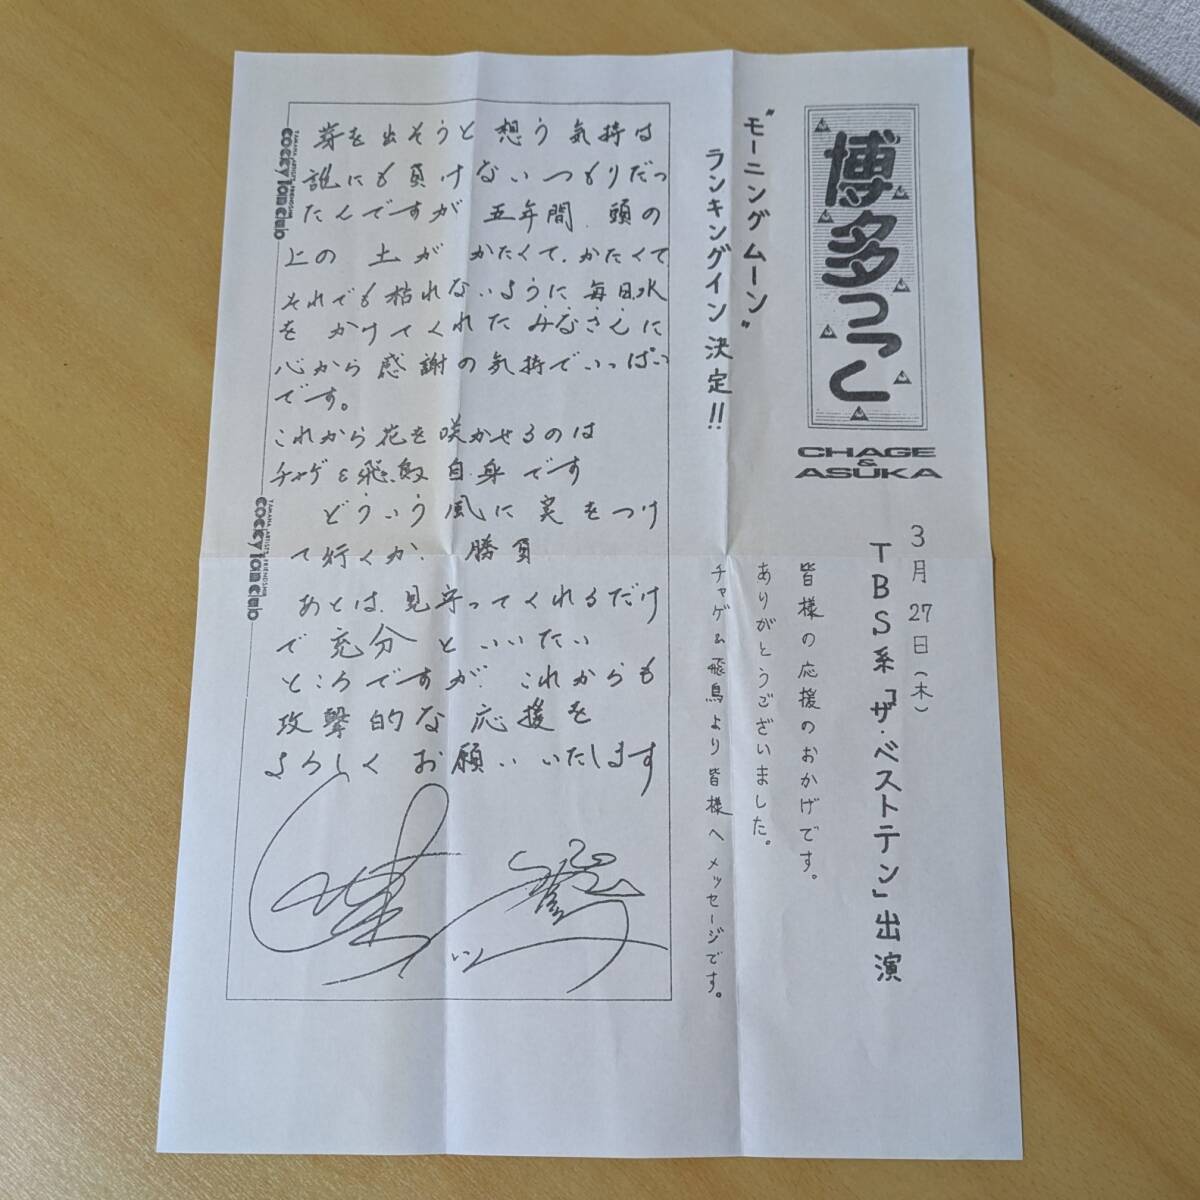 博多っこ
CHAGE
&
ASUKA
3月27日(木)
TBS系「ザ・ベストテン」出演
"モーニングムーン"
ランキングイン決定!!
皆様の応援のおかげです。
ありがとうございました。
チャゲ&飛鳥より皆様へメッセージです。
YAMAHA ARTISTS FRIENDSHIP
cocky'ian club
芽を出そうと想う気持は
誰にも負けないつもりだっ
たんですが 五年間 頭の
上の 土が かたくて、かたくて
それでも枯れないように 毎日水
を かけてくれた みなさんに
心から 感謝の気持でいっぱい
です。
これから花を咲かせるのは
チャゲ&飛鳥 自身です
どういう風に 実をつけ
て行くか、勝負
あとは、見守ってくれるだけ
で 充分 と いいたい
ところですが、これからも
攻撃的な 応援を
よろしく お願いいたします
YAMAHA ARTISTS FRIENDSHIP
cocky'ian club